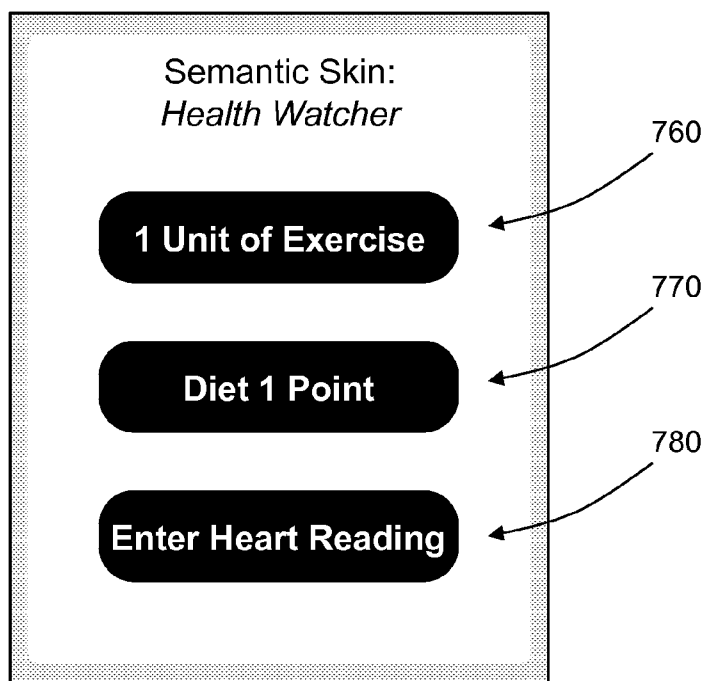 Semantic Skin:
Health Watcher
760
1 Unit of Exercise
770
Diet 1 Point
780
Enter Heart Reading